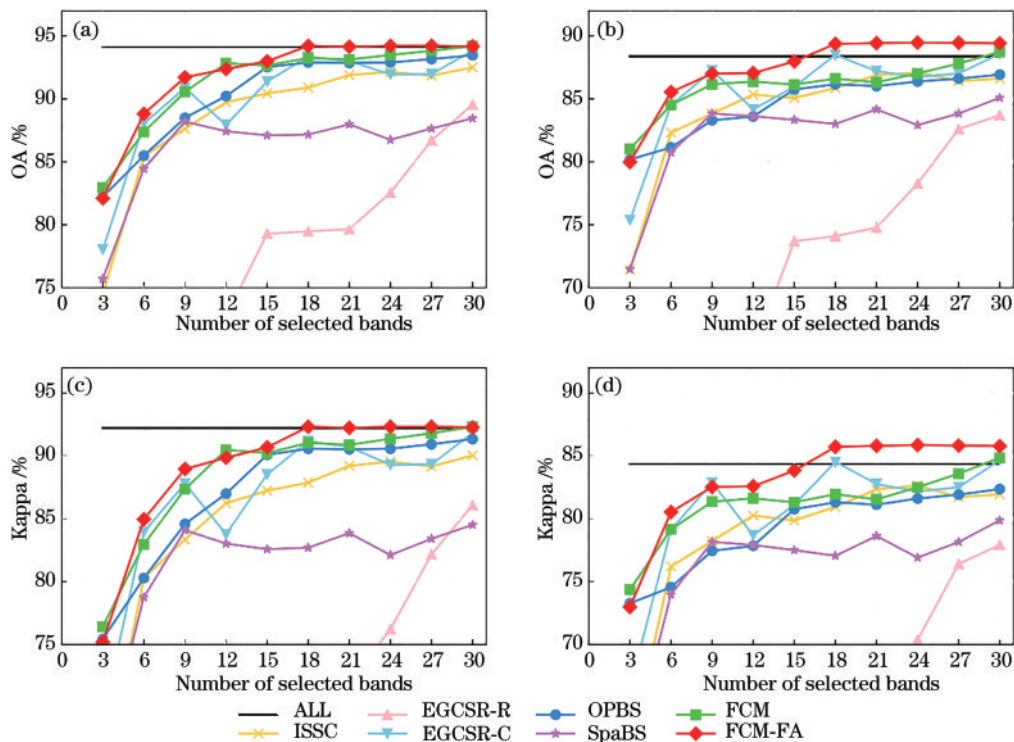 (a)
95
90
85
80
75
OA /%
0 3 6 9 12 15 18 21 24 27 30
Number of selected bands
(b)
90
85
80
75
70
OA /%
0 3 6 9 12 15 18 21 24 27 30
Number of selected bands
(c)
95
90
85
80
75
Kappa /%
0 3 6 9 12 15 18 21 24 27 30
Number of selected bands
(d)
90
85
80
75
70
Kappa /%
0 3 6 9 12 15 18 21 24 27 30
Number of selected bands
ALL EGCSR-R OPBS FCM
ISSC EGCSR-C SpaBS FCM-FA